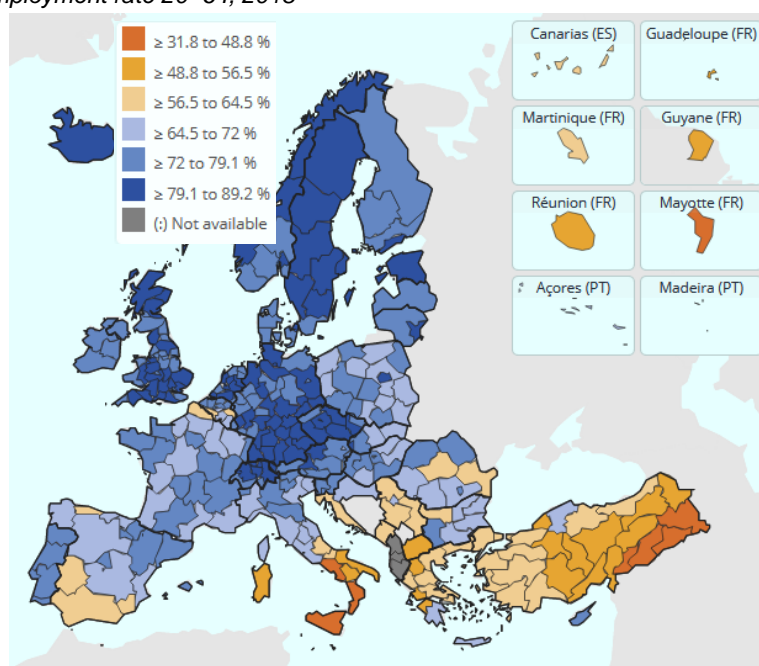 ≥ 31.8 to 48.8 %
≥ 48.8 to 56.5 %
≥ 56.5 to 64.5 %
≥ 64.5 to 72 %
≥ 72 to 79.1 %
≥ 79.1 to 89.2 %
(:) Not available
Canarias (ES)
Guadeloupe (FR)
Martinique (FR)
Guyane (FR)
Réunion (FR)
Mayotte (FR)
Açores (PT)
Madeira (PT)